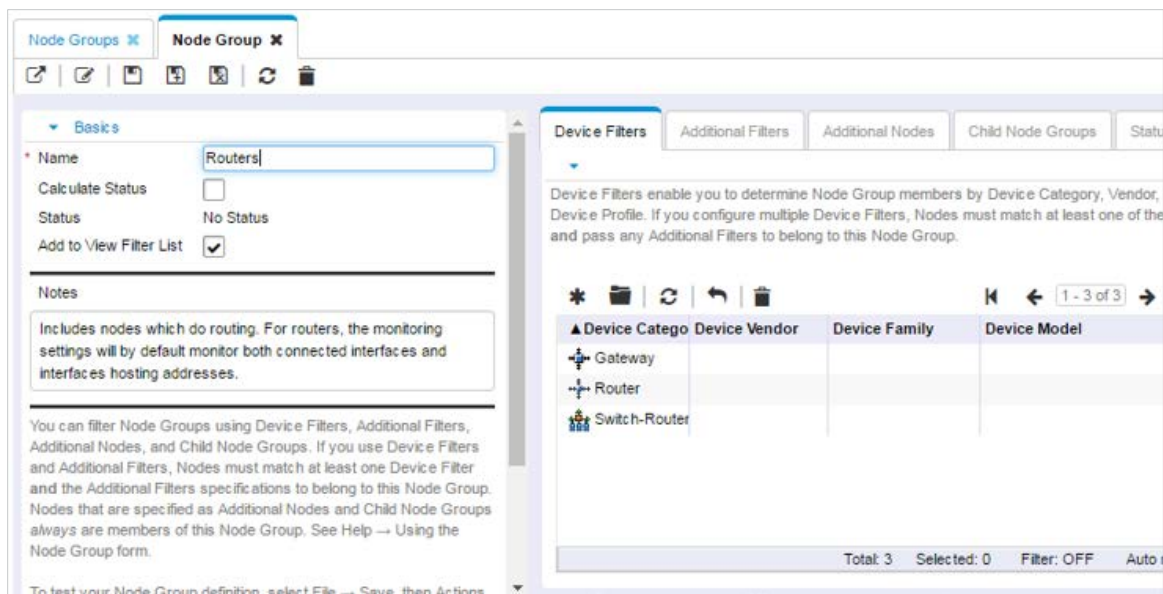 Node Groups
Node Group
Basics
* Name Routers
Calculate Status
Status No Status
Add to View Filter List
Notes
Includes nodes which do routing. For routers, the monitoring
settings will by default monitor both connected interfaces and
interfaces hosting addresses.
You can filter Node Groups using Device Filters, Additional Filters,
Additional Nodes, and Child Node Groups. If you use Device Filters
and Additional Filters, Nodes must match at least one Device Filter
and the Additional Filters specifications to belong to this Node Group.
Nodes that are specified as Additional Nodes and Child Node Groups
always are members of this Node Group. See Help → Using the
Node Group form.
To test your Node Group definition, select File → Save, then Actions
Device Filters Additional Filters Additional Nodes Child Node Groups Statu
Device Filters enable you to determine Node Group members by Device Category, Vendor,
Device Profile. If you configure multiple Device Filters, Nodes must match at least one of the
and pass any Additional Filters to belong to this Node Group.
1 - 3 of 3
▲ Device Catego Device Vendor Device Family Device Model
Gateway
Router
Switch-Router
Total: 3 Selected: 0 Filter: OFF Auto